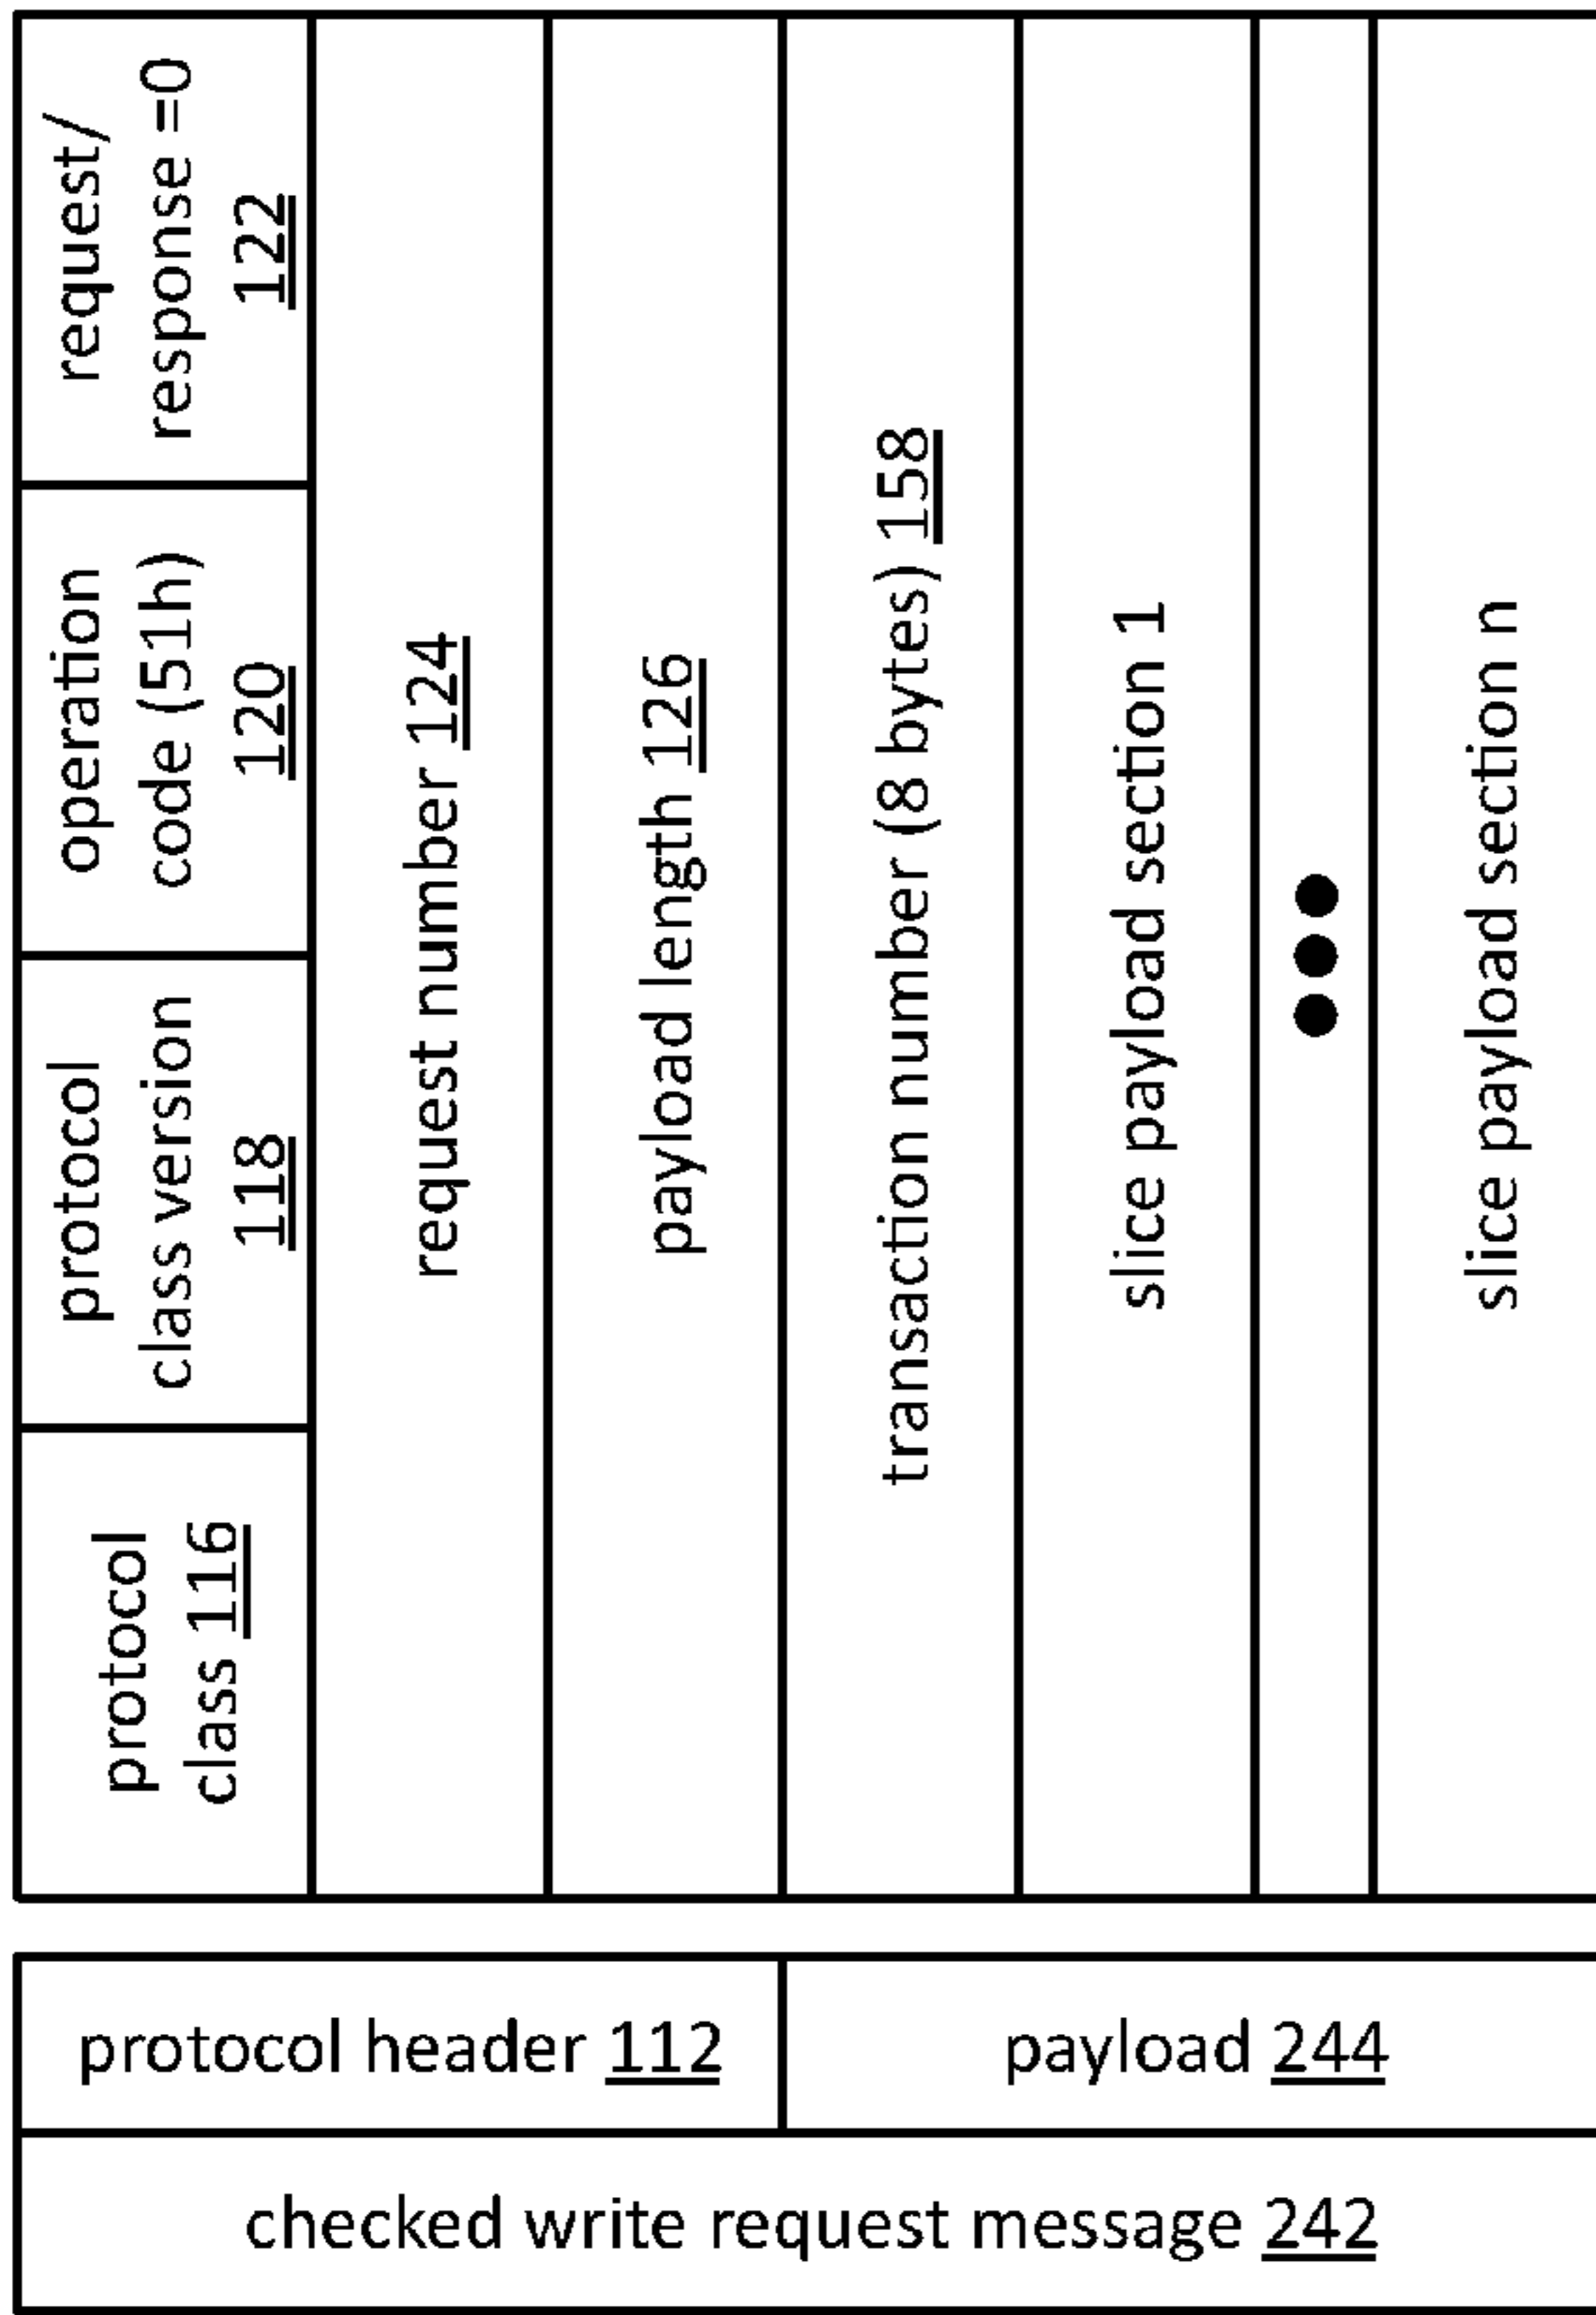 checked write request message 242
protocol header 112
payload 244
protocol
class 116
protocol
class version
118
operation
code (51h)
120
request/
response =0
122
request number 124
payload length 126
transaction number (8 bytes) 158
slice payload section 1
slice payload section n